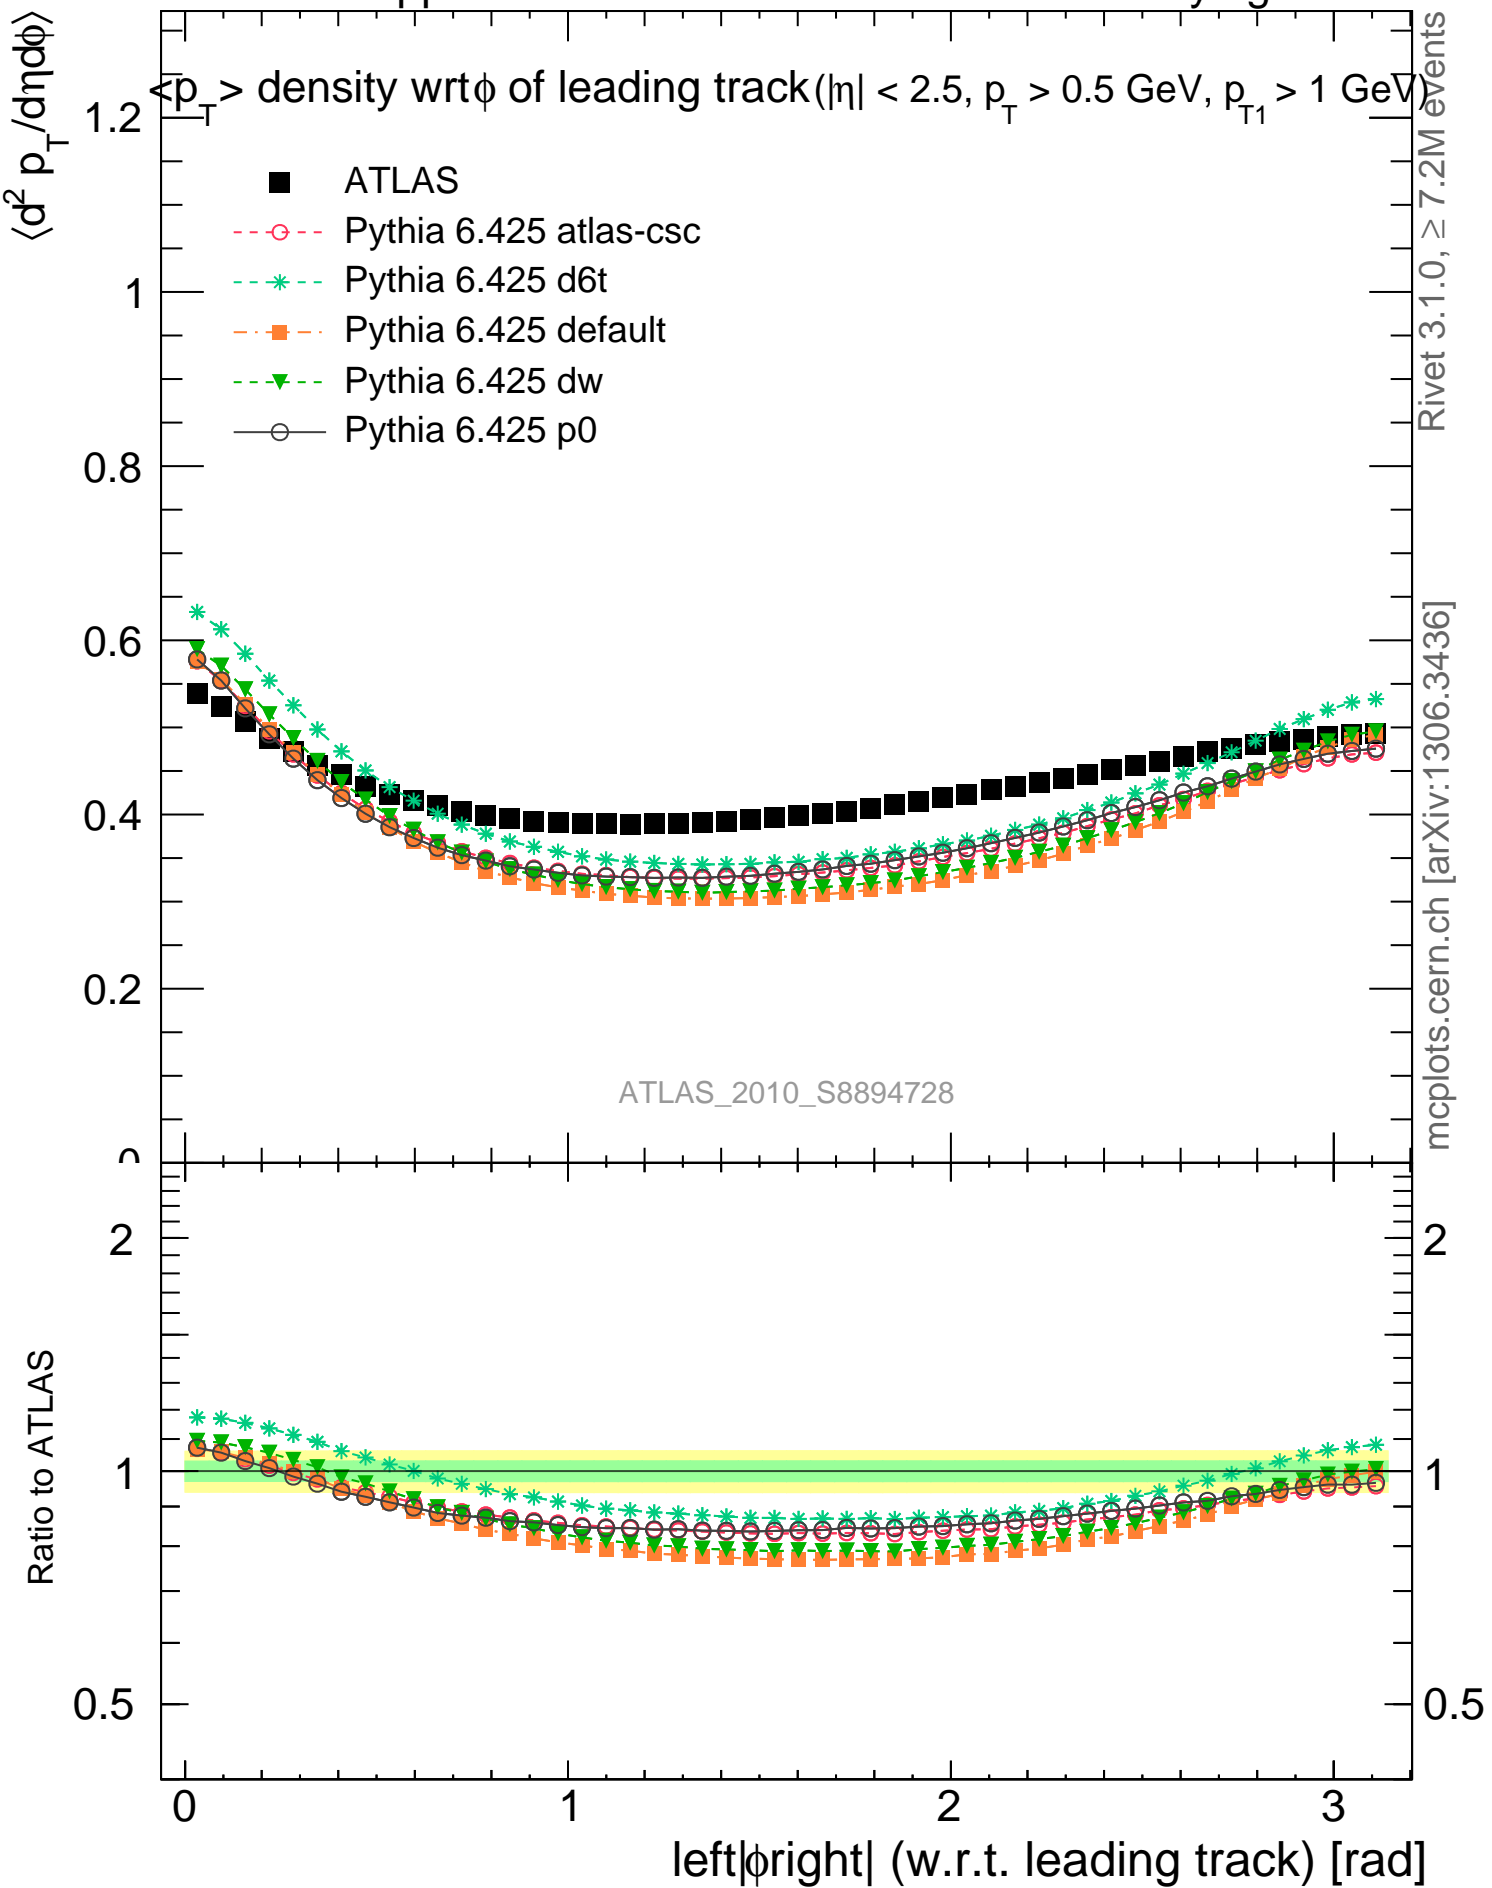 ⟨d² p_T/dηdϕ⟩
<p_T> density wrtϕ of leading track(|η| < 2.5, p_T > 0.5 GeV, p_T1 > 1 GeV)
ATLAS
Pythia 6.425 atlas-csc
Pythia 6.425 d6t
Pythia 6.425 default
Pythia 6.425 dw
Pythia 6.425 p0
1.2
1
0.8
0.6
0.4
0.2
0
ATLAS_2010_S8894728
Rivet 3.1.0, ≥ 7.2M events
mcplots.cern.ch [arXiv:1306.3436]
Ratio to ATLAS
2
1
0.5
2
1
0.5
0
1
2
3
left|ϕright| (w.r.t. leading track) [rad]